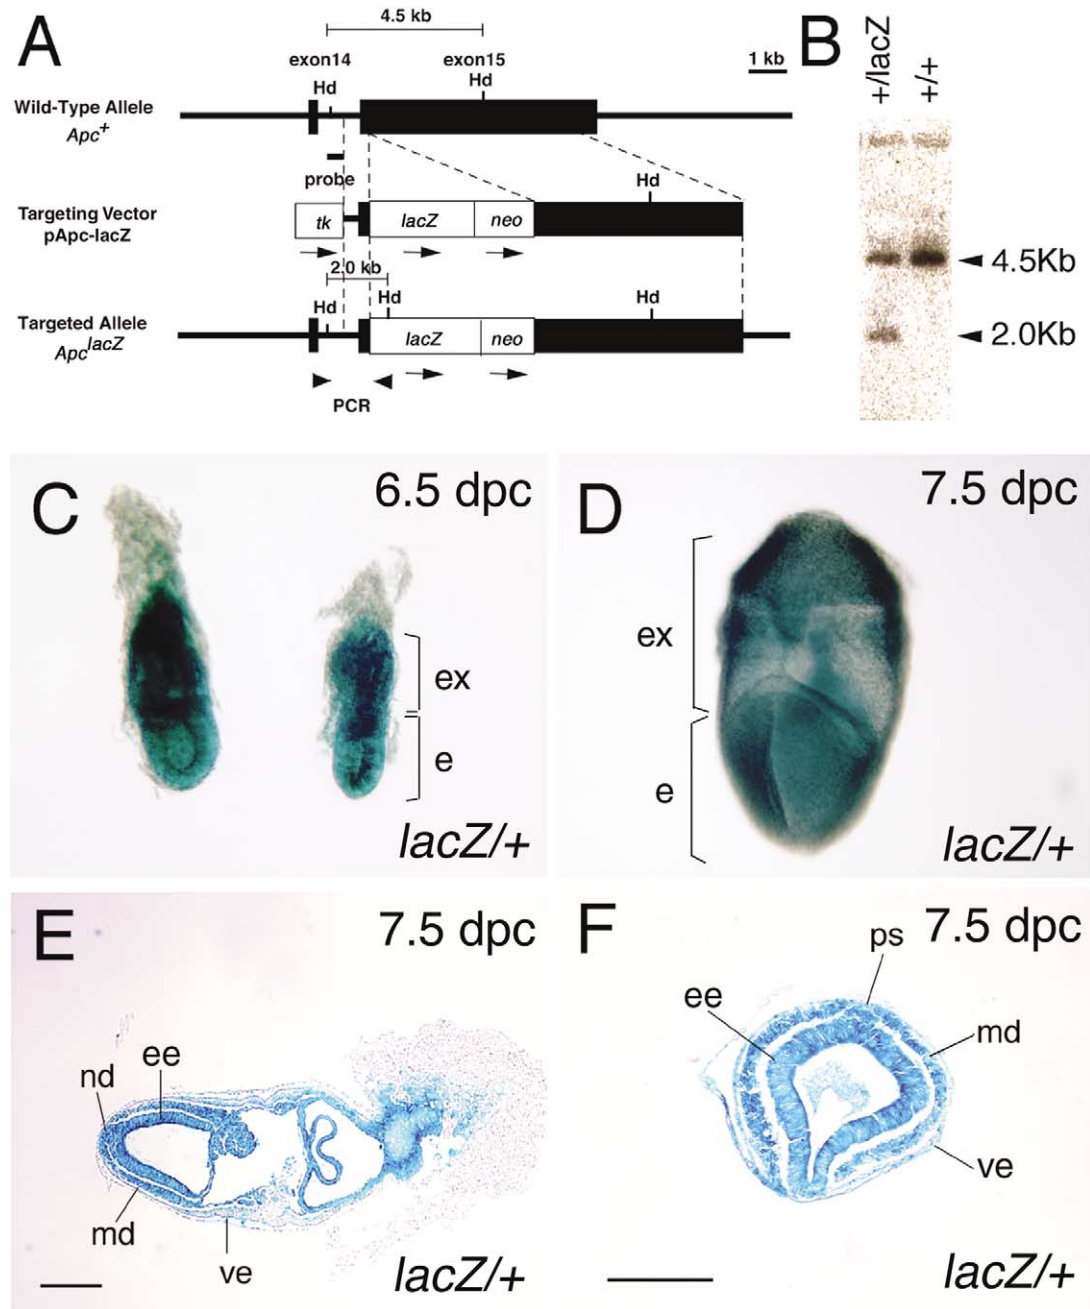 A
4.5 kb
exon14
exon15
Hd
Hd
1 kb
Wild-Type Allele
Apc+
probe
Hd
Targeting Vector
pApc-lacZ
tk
lacZ
neo
2.0 kb
Hd
Hd
Hd
Targeted Allele
ApclacZ
lacZ
neo
PCR
B
+/lacZ
+/+
4.5Kb
2.0Kb
C
6.5 dpc
ex
e
lacZ/+
D
7.5 dpc
ex
e
lacZ/+
E
7.5 dpc
ee
nd
md
ve
lacZ/+
F
7.5 dpc
ps
ee
md
ve
lacZ/+